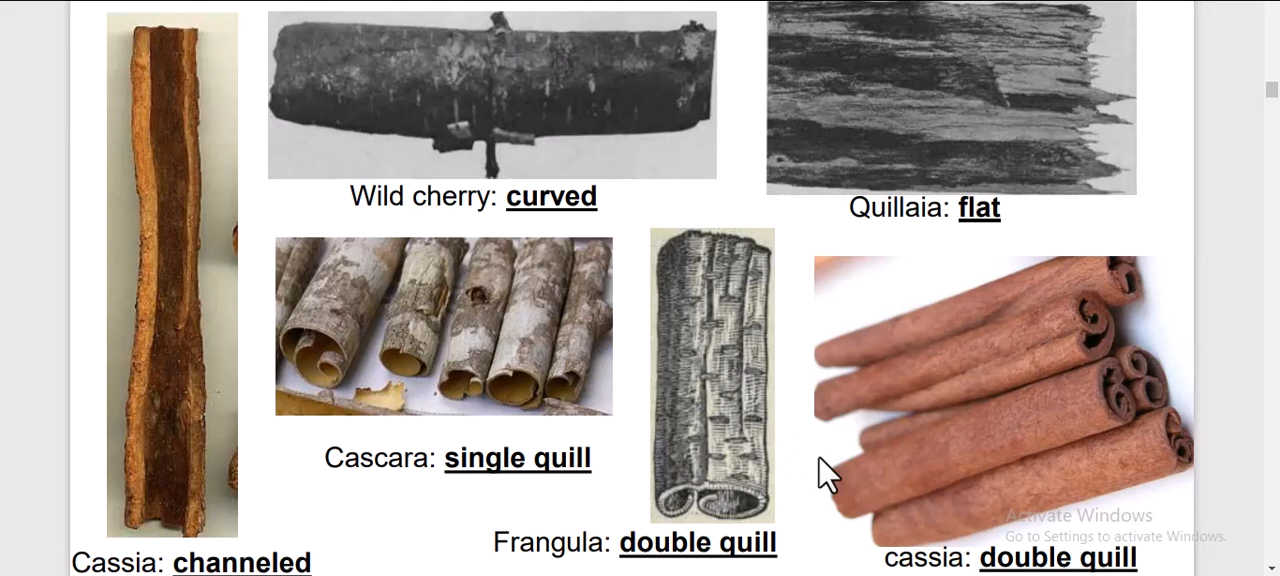 Wild cherry: curved
Quillaia: flat
Cascara: single quill
Frangula: double quill
cassia: double quill
Cassia: channeled
Activate Windows
Go to Settings to activate Windows.